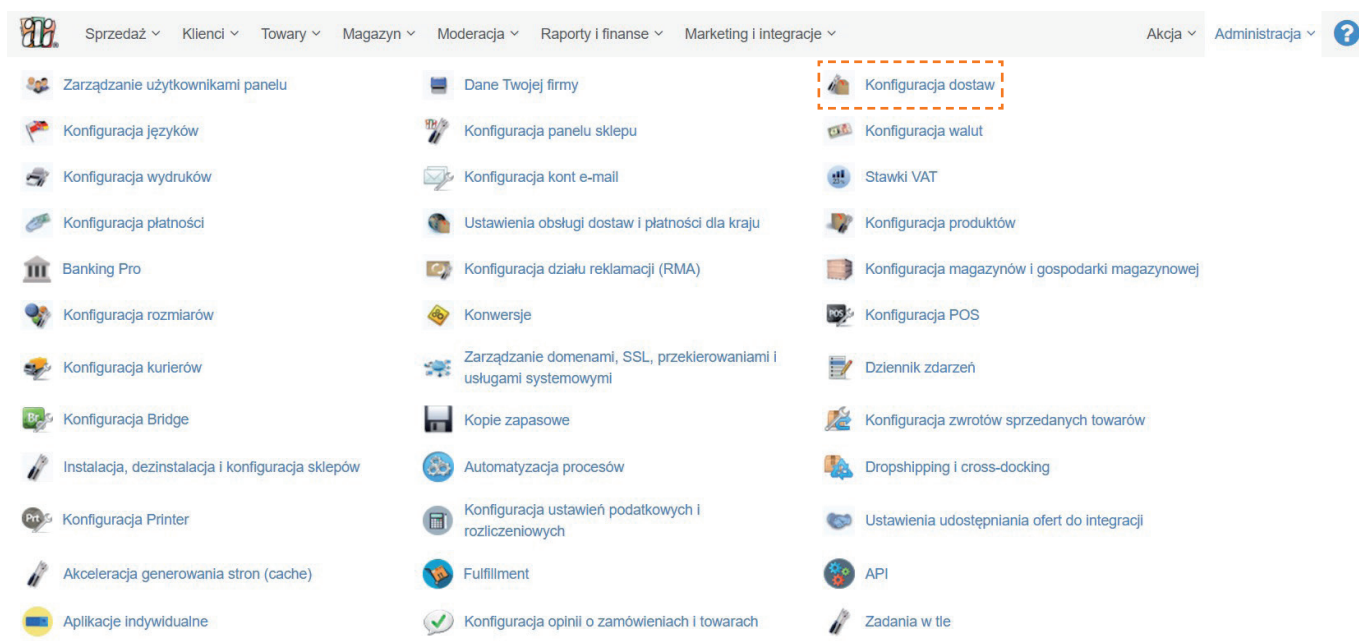 Sprzedaż Klienci Towary Magazyn Moderacja Raporty i finanse Marketing i integracje Akcja Administracja ?
Zarządzanie użytkownikami panelu Dane Twojej firmy Konfiguracja dostaw
Konfiguracja języków Konfiguracja panelu sklepu Konfiguracja walut
Konfiguracja wydruków Konfiguracja kont e-mail Stawki VAT
Konfiguracja płatności Ustawienia obsługi dostaw i płatności dla kraju Konfiguracja produktów
Banking Pro Konfiguracja działu reklamacji (RMA) Konfiguracja magazynów i gospodarki magazynowej
Konfiguracja rozmiarów Konwersje POS Konfiguracja POS
Konfiguracja kurierów Zarządzanie domenami, SSL, przekierowaniami i
usługami systemowymi Dziennik zdarzeń
Br Konfiguracja Bridge Kopie zapasowe Konfiguracja zwrotów sprzedanych towarów
Instalacja, dezinstalacja i konfiguracja sklepów Automatyzacja procesów Dropshipping i cross-docking
Prt Konfiguracja Printer Konfiguracja ustawień podatkowych i
rozliczeniowych Ustawienia udostępniania ofert do integracji
Akceleracja generowania stron (cache) Fulfillment API
Aplikacje indywidualne Konfiguracja opinii o zamówieniach i towarach Zadania w tle